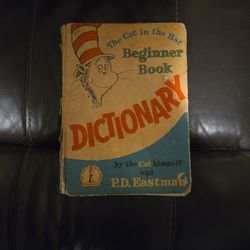 The Cat in the Hat
Beginner
Book
DICTIONARY
by the Cat himself
and
P.D. Eastman